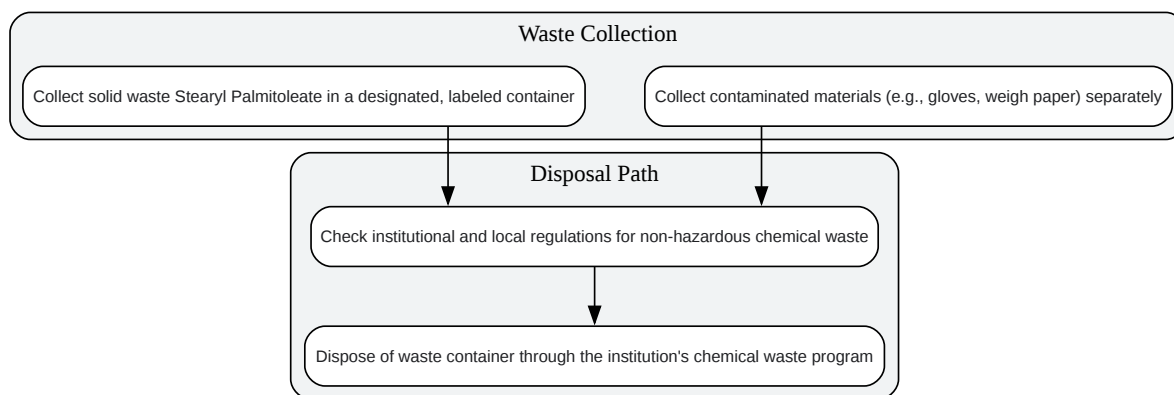 Waste Collection
Collect solid waste Stearyl Palmitoleate in a designated, labeled container
Collect contaminated materials (e.g., gloves, weigh paper) separately
Disposal Path
Check institutional and local regulations for non-hazardous chemical waste
Dispose of waste container through the institution's chemical waste program